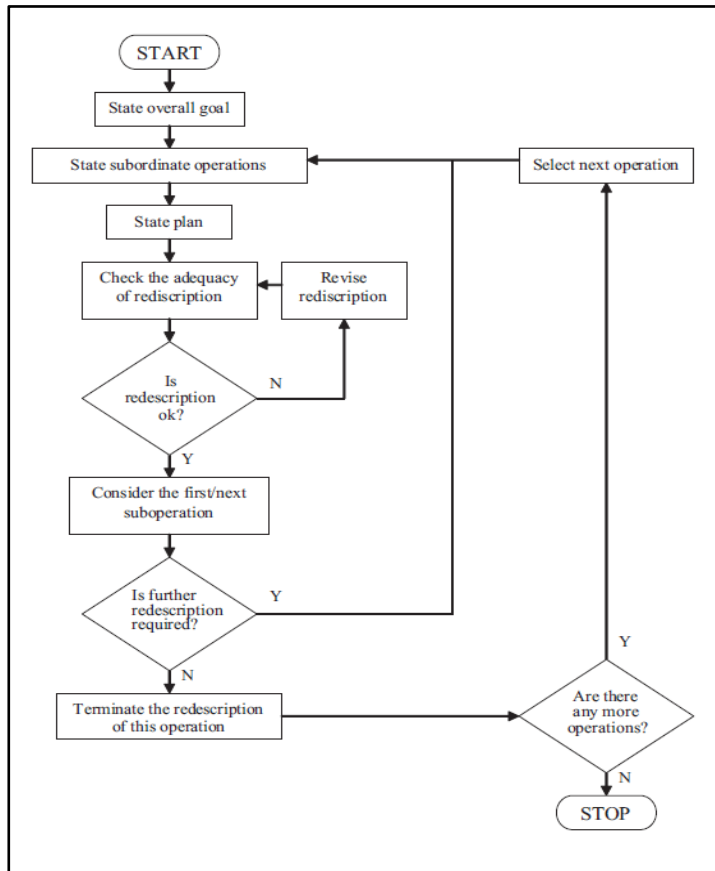 START
State overall goal
State subordinate operations
Select next operation
State plan
Check the adequacy
of rediscription
Revise
rediscription
Is
redescription
ok?
N
Y
Consider the first/next
suboperation
Is further
redescription
required?
Y
N
Terminate the redescription
of this operation
Y
Are there
any more
operations?
N
STOP